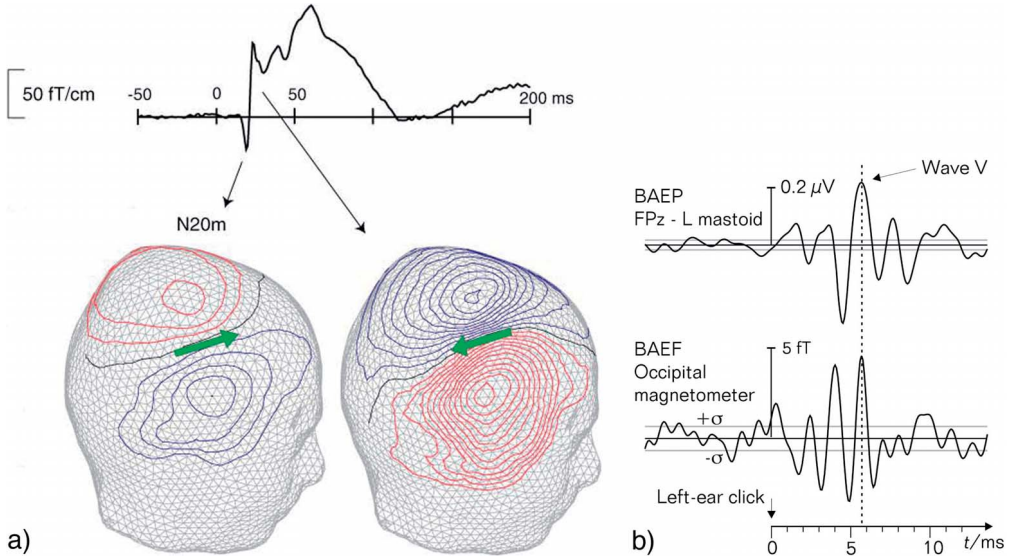 50 fT/cm
-50 0 50 200 ms
N20m
a)
BAEP
FPz - L mastoid
0.2 μV
Wave V
BAEF
Occipital
magnetometer
5 fT
+σ
-σ
Left-ear click
0 5 10 t/ms
b)